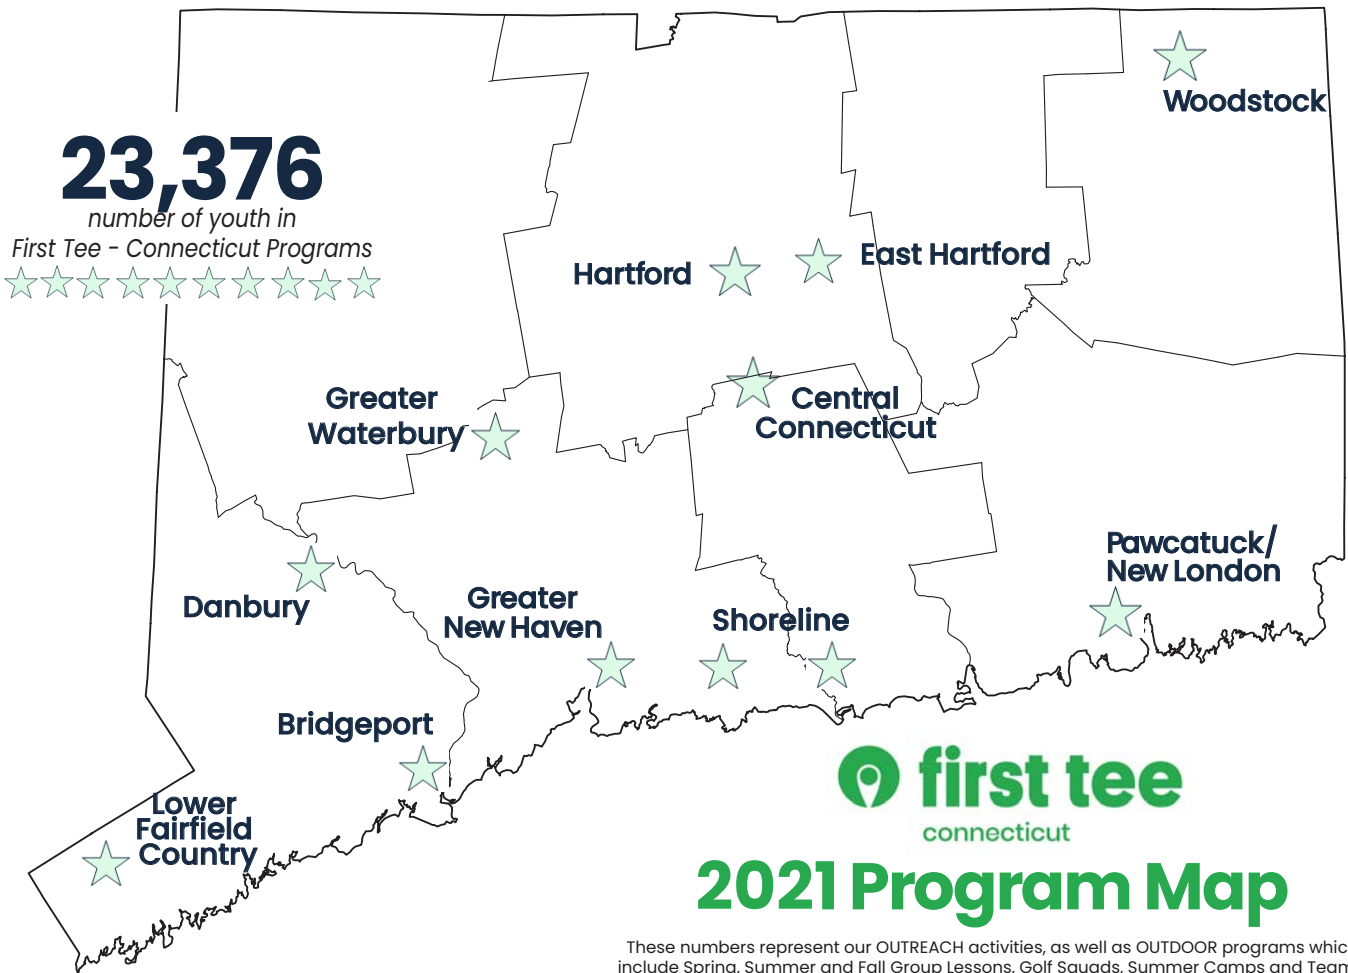 Woodstock
23,376
number of youth in
First Tee - Connecticut Programs
Hartford
East Hartford
Greater
Waterbury
Central
Connecticut
Pawcatuck/
New London
Danbury
Greater
New Haven
Shoreline
Bridgeport
Lower
Fairfield
Country
first tee
connecticut
2021 Program Map
These numbers represent our OUTREACH activities, as well as OUTDOOR programs whic
include Spring, Summer and Fall Group Lessons, Golf Squads, Summer Camps and Team